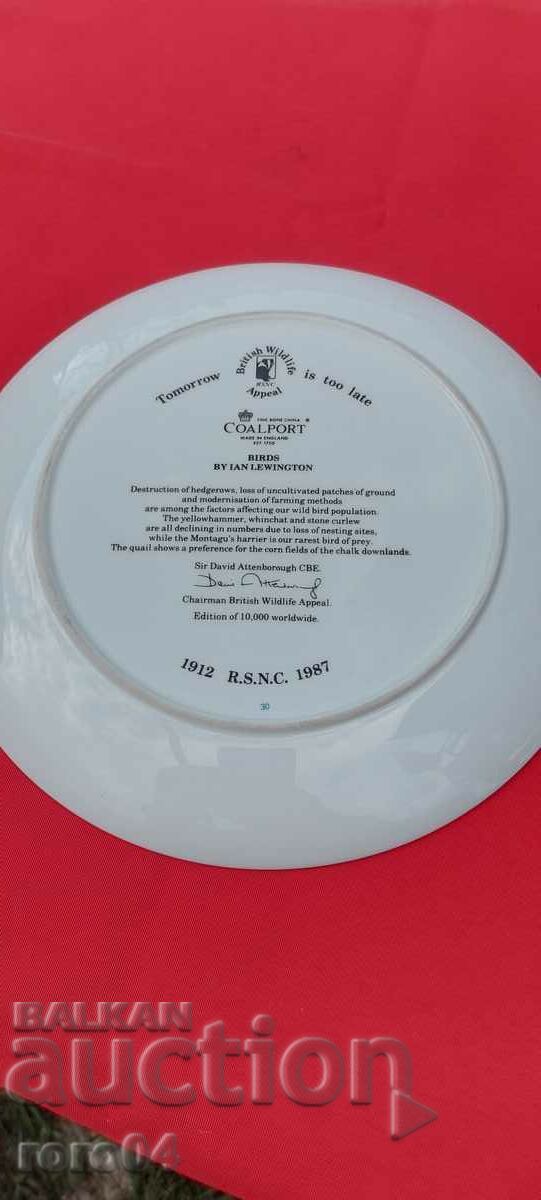 Tomorrow British Wildlife is too late
R.S.N.C
Appeal
FINE BONE CHINA ®
COALPORT
MADE IN ENGLAND
EST 1750
BIRDS
BY IAN LEWINGTON
Destruction of hedgerows, loss of uncultivated patches of ground
and modernisation of farming methods
are among the factors affecting our wild bird population.
The yellowhammer, whinchat and stone curlew
are all declining in numbers due to loss of nesting sites,
while the Montagu's harrier is our rarest bird of prey.
The quail shows a preference for the corn fields of the chalk downlands.
Sir David Attenborough CBE.
Chairman British Wildlife Appeal.
Edition of 10,000 worldwide.
1912 R.S.N.C. 1987
30
BALKAN
auction
roro04